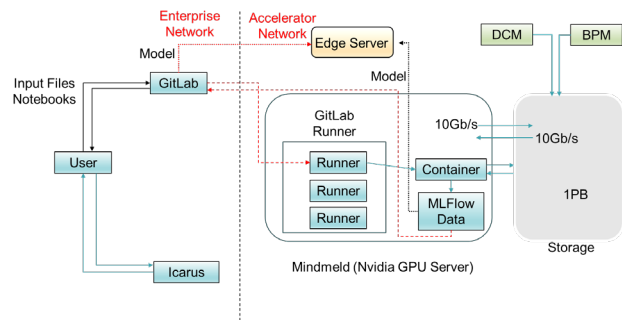 Enterprise
Network
Accelerator
Network
Model
Edge Server
DCM
BPM
Input Files
Notebooks
GitLab
Model
GitLab
Runner
10Gb/s
10Gb/s
User
Runner
Container
Runner
MLFlow
Data
1PB
Runner
Storage
Icarus
Mindmeld (Nvidia GPU Server)